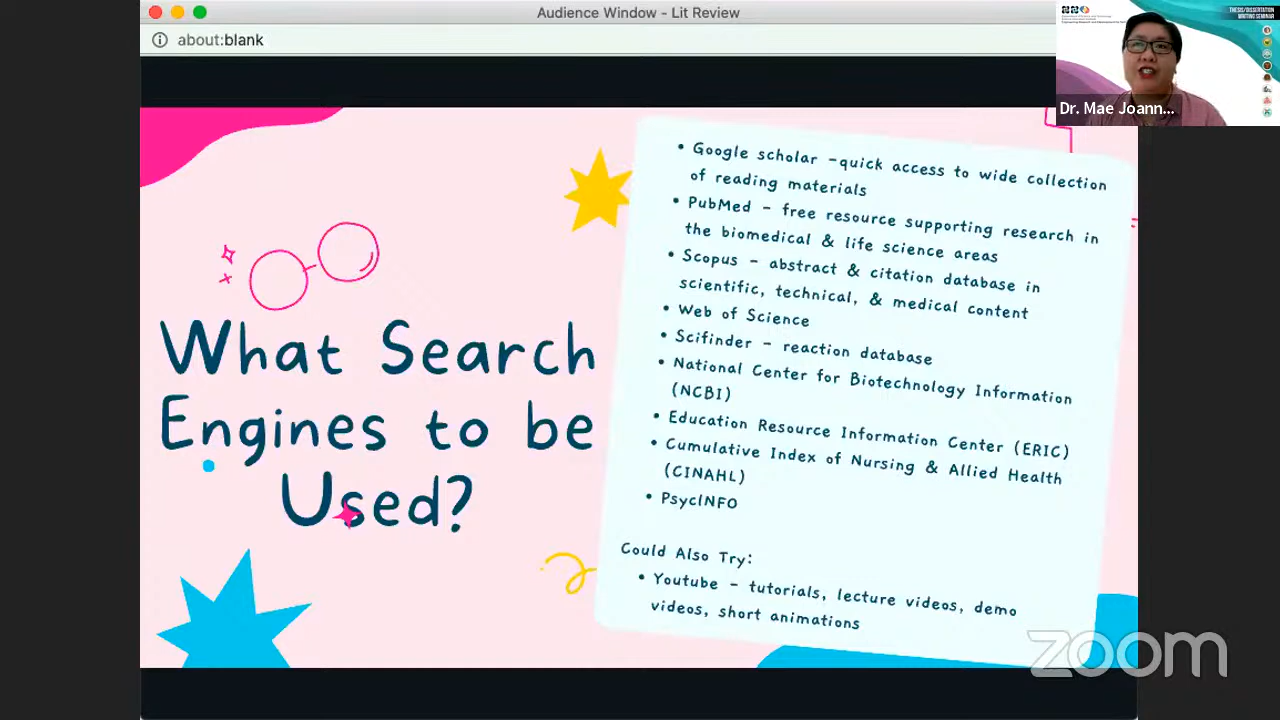 Audience Window - Lit Review
about:blank
THESIS/DISSERTATION
WRITING SEMINAR
Dr. Mae Joann...
What Search
Engines to be
Used?
• Google scholar -quick access to wide collection
of reading materials
• PubMed - free resource supporting research in
the biomedical & life science areas
• Scopus - abstract & citation database in
scientific, technical, & medical content
• Web of Science
• Scifinder - reaction database
• National Center for Biotechnology Information
(NCBI)
• Education Resource Information Center (ERIC)
• Cumulative Index of Nursing & Allied Health
(CINAHL)
• PsycINFO
Could Also Try:
• Youtube - tutorials, lecture videos, demo
videos, short animations
zoom